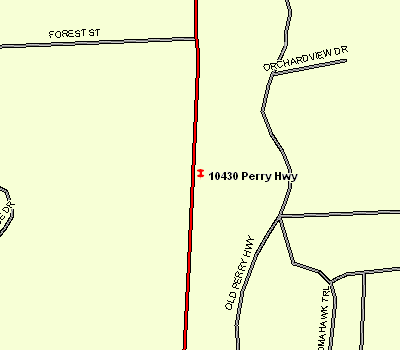 FOREST ST
ORCHARDVIEW DR
10430 Perry Hwy
OLD PERRY HWY